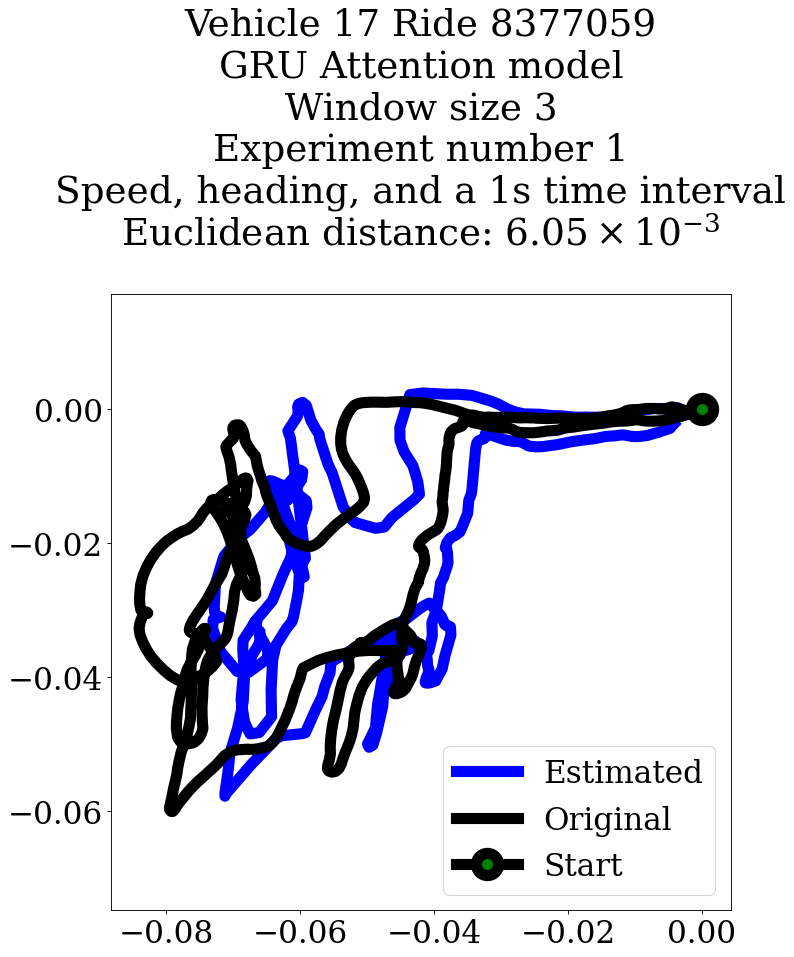 Vehicle 17 Ride 8377059
GRU Attention model
Window size 3
Experiment number 1
Speed, heading, and a 1s time interval
Euclidean distance: 6.05 × 10⁻³
0.00
−0.02
−0.04
−0.06
Estimated
Original
Start
−0.08
−0.06
−0.04
−0.02
0.00